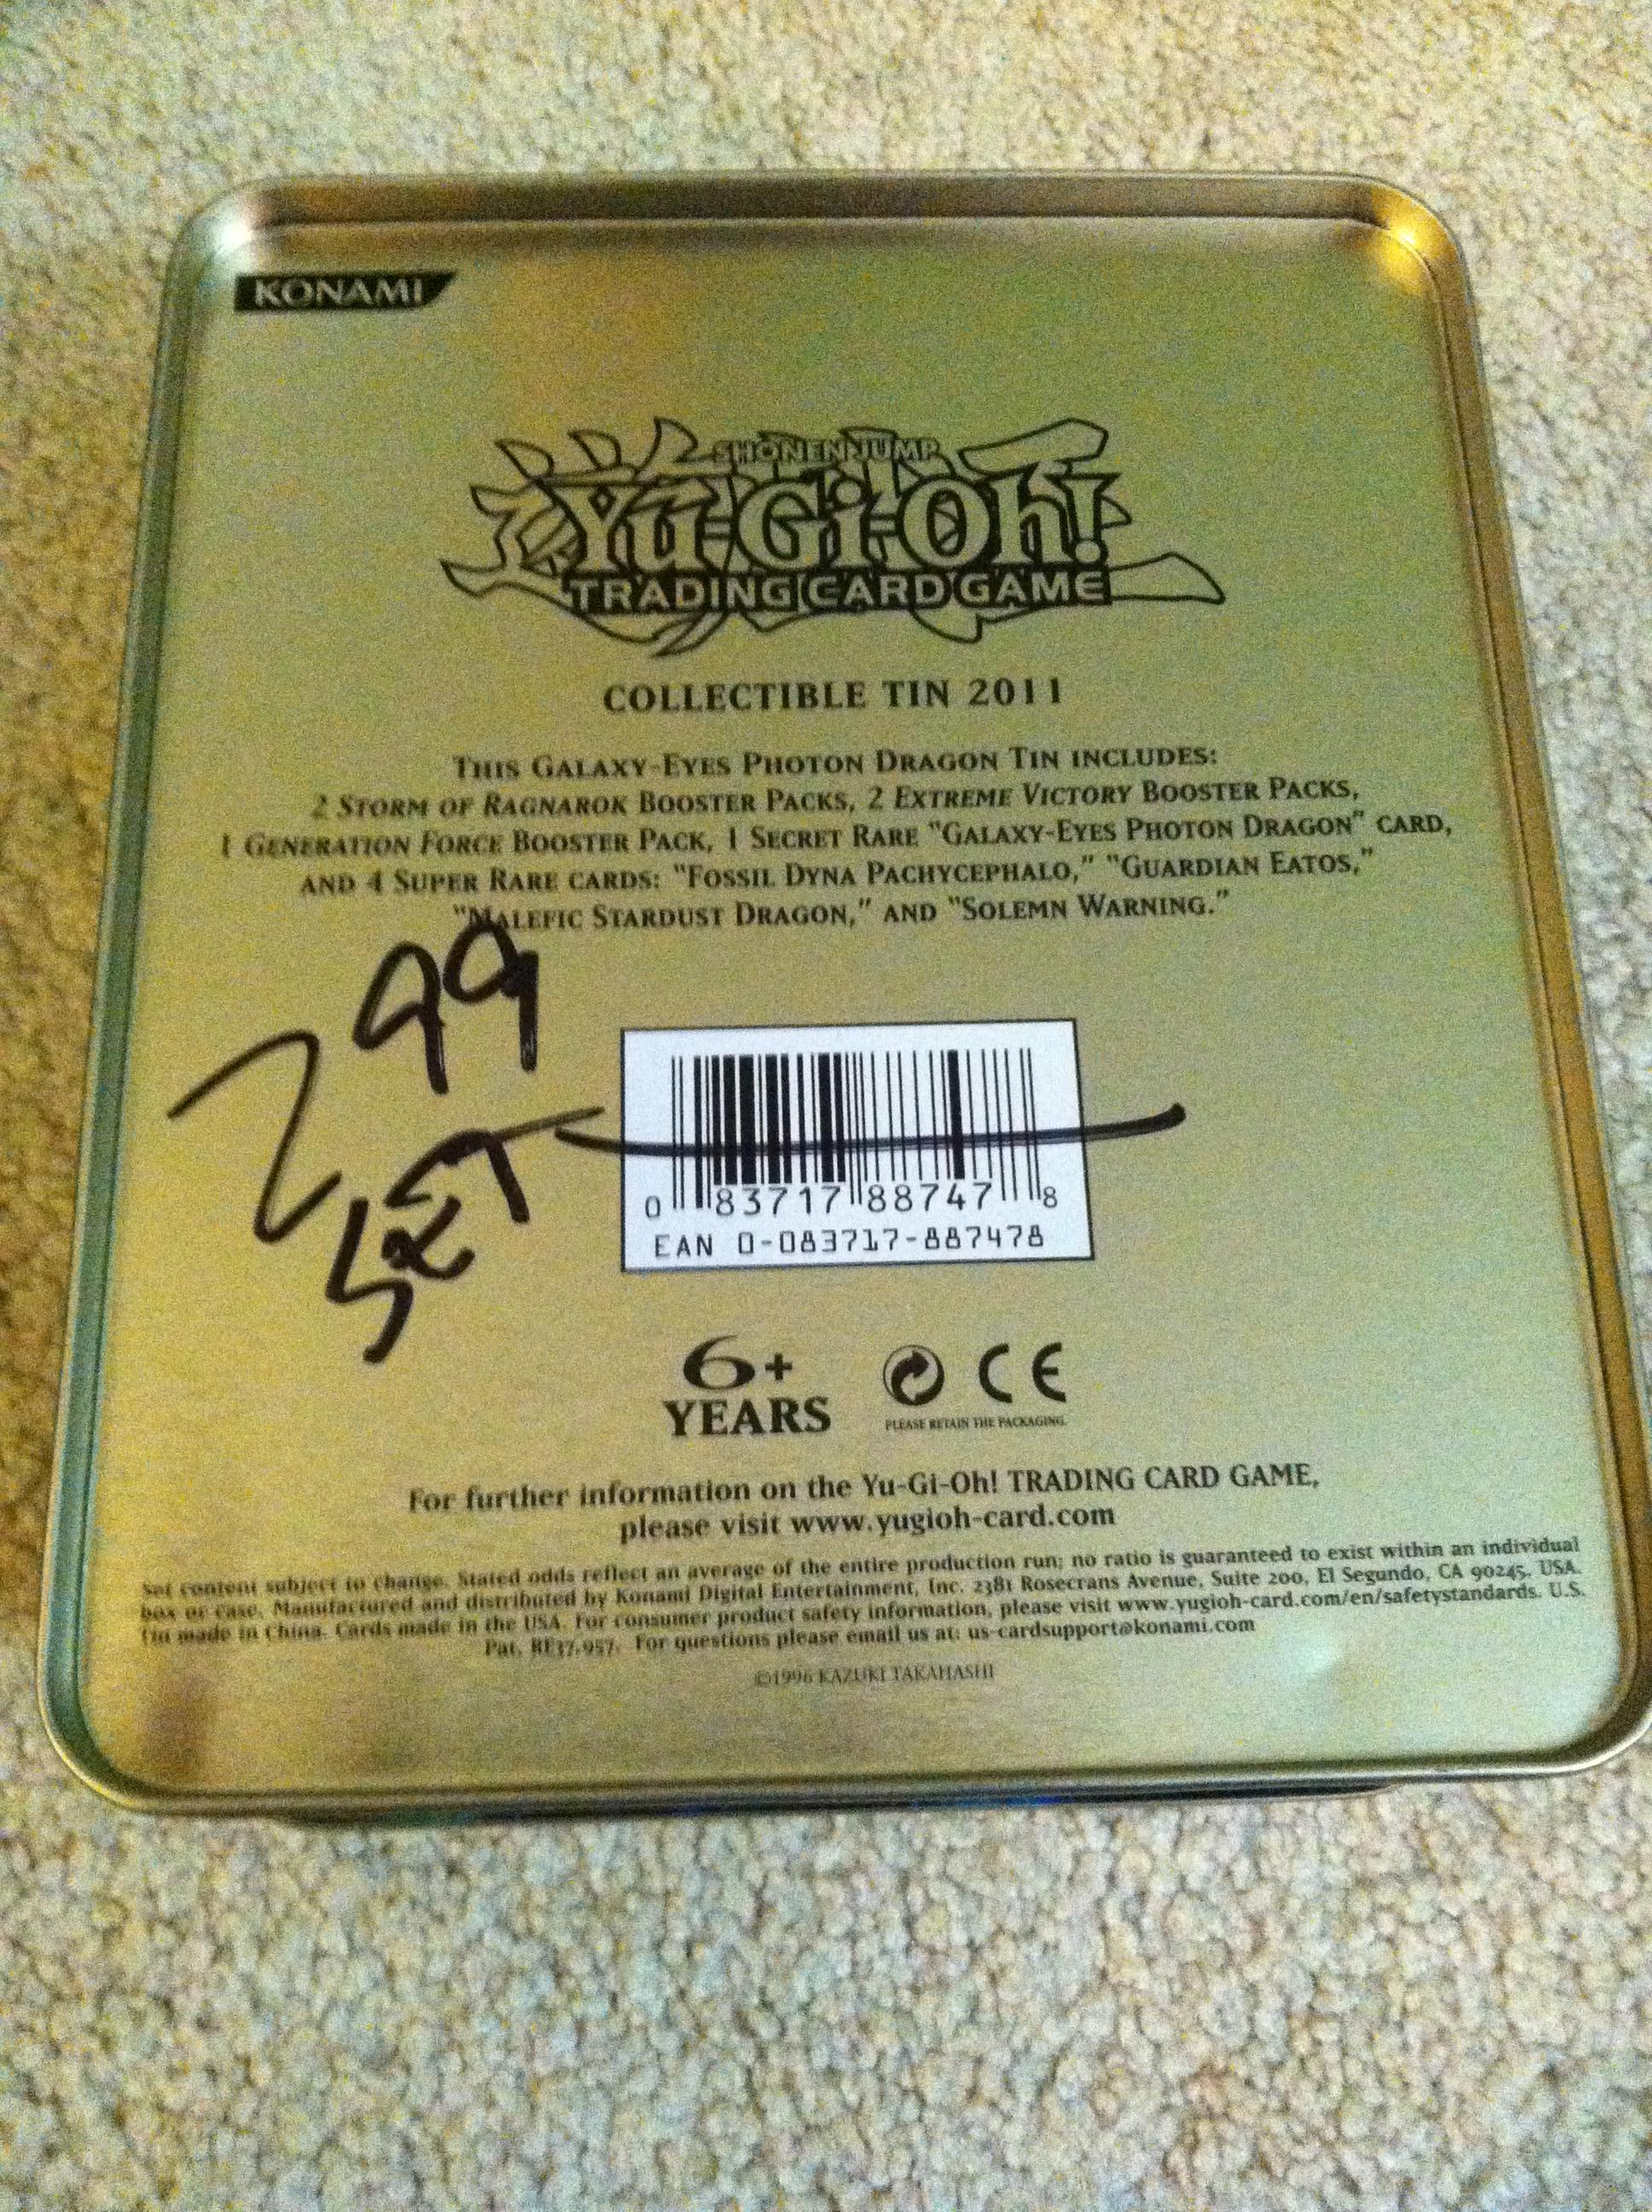 KONAMI
SHONEN JUMP
Yu-Gi-Oh!
TRADING CARD GAME
COLLECTIBLE TIN 2011
THIS GALAXY-EYES PHOTON DRAGON TIN INCLUDES:
2 STORM OF RAGNAROK BOOSTER PACKS, 2 EXTREME VICTORY BOOSTER PACKS,
1 GENERATION FORCE BOOSTER PACK, 1 SECRET RARE "GALAXY-EYES PHOTON DRAGON" CARD,
AND 4 SUPER RARE CARDS: "FOSSIL DYNA PACHYCEPHALO," "GUARDIAN EATOS,"
"MALEFIC STARDUST DRAGON," AND "SOLEMN WARNING."
299
SET
0 83717 88747 8
EAN 0-083717-887478
6+
YEARS
CE
PLEASE RETAIN THE PACKAGING.
For further information on the Yu-Gi-Oh! TRADING CARD GAME,
please visit www.yugioh-card.com
Set content subject to change. Stated odds reflect an average of the entire production run; no ratio is guaranteed to exist within an individual
box or case. Manufactured and distributed by Konami Digital Entertainment, Inc. 2381 Rosecrans Avenue, Suite 200, El Segundo, CA 90245, USA.
Tin made in China. Cards made in the USA. For consumer product safety information, please visit www.yugioh-card.com/en/safetystandards. U.S.
Pat. RE37,957. For questions please email us at: us-cardsupport@konami.com
©1996 KAZUKI TAKAHASHI